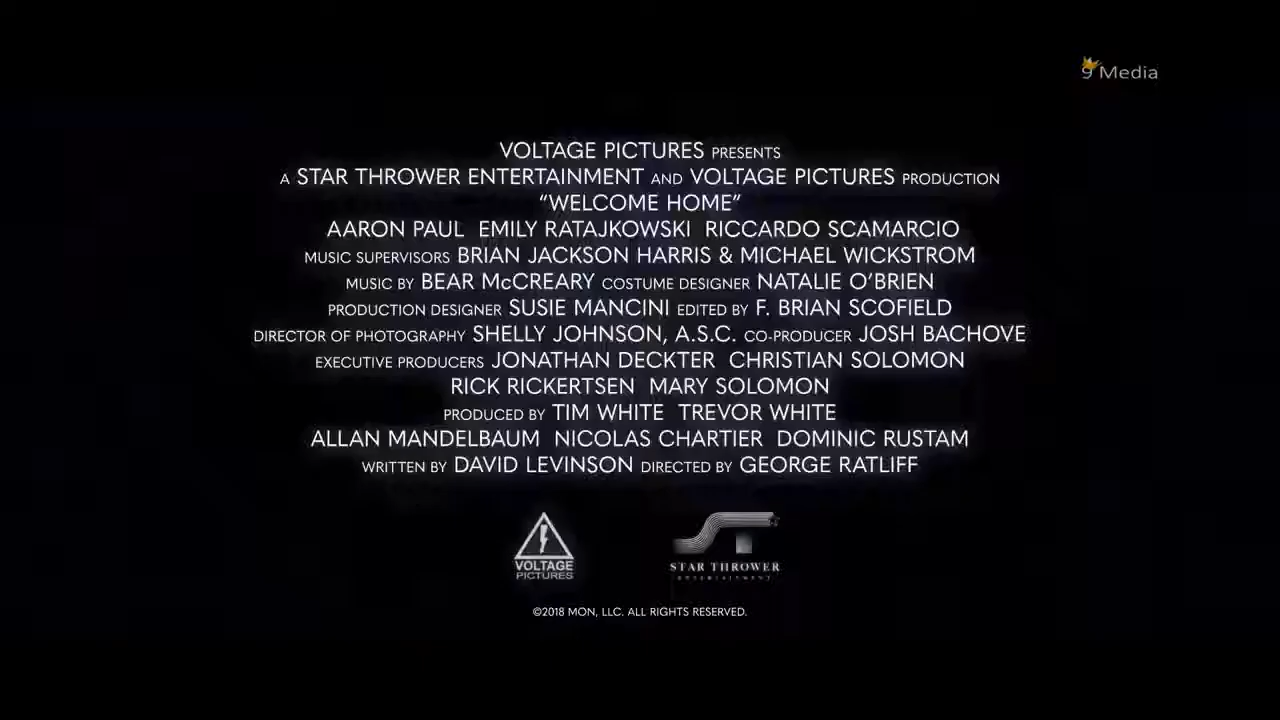 9 Media
VOLTAGE PICTURES PRESENTS
A STAR THROWER ENTERTAINMENT AND VOLTAGE PICTURES PRODUCTION
“WELCOME HOME”
AARON PAUL EMILY RATAJKOWSKI RICCARDO SCAMARCIO
MUSIC SUPERVISORS BRIAN JACKSON HARRIS & MICHAEL WICKSTROM
MUSIC BY BEAR McCREARY COSTUME DESIGNER NATALIE O’BRIEN
PRODUCTION DESIGNER SUSIE MANCINI EDITED BY F. BRIAN SCOFIELD
DIRECTOR OF PHOTOGRAPHY SHELLY JOHNSON, A.S.C. CO-PRODUCER JOSH BACHOVE
EXECUTIVE PRODUCERS JONATHAN DECKTER CHRISTIAN SOLOMON
RICK RICKERTSEN MARY SOLOMON
PRODUCED BY TIM WHITE TREVOR WHITE
ALLAN MANDELBAUM NICOLAS CHARTIER DOMINIC RUSTAM
WRITTEN BY DAVID LEVINSON DIRECTED BY GEORGE RATLIFF
VOLTAGE
PICTURES
STAR THROWER
ENTERTAINMENT
©2018 MON, LLC. ALL RIGHTS RESERVED.